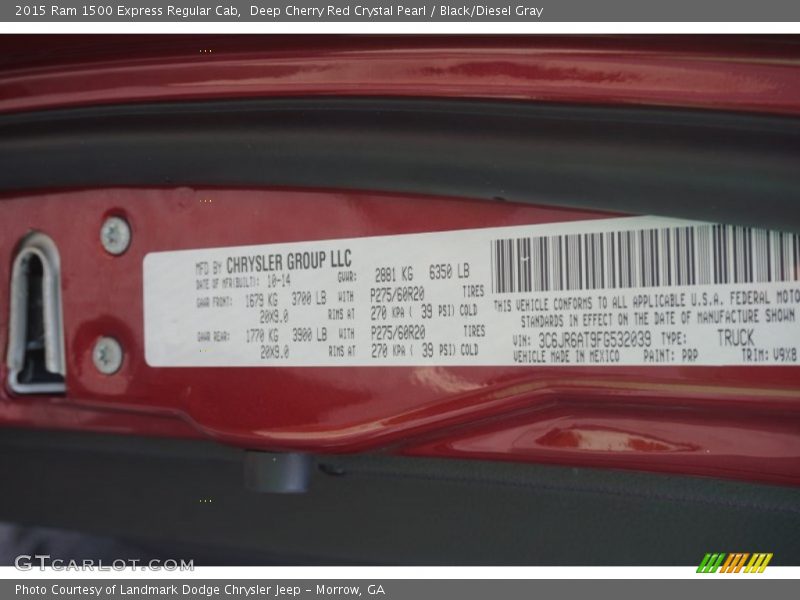 2015 Ram 1500 Express Regular Cab, Deep Cherry Red Crystal Pearl / Black/Diesel Gray
MFD BY CHRYSLER GROUP LLC
DATE OF MFR(BUILT): 10-14 GVWR: 2881 KG 6350 LB
GAWR FRONT: 1679 KG 3700 LB WITH P275/60R20 TIRES
20X9.0 RIMS AT 270 KPA ( 39 PSI) COLD
GAWR REAR: 1770 KG 3900 LB WITH P275/60R20 TIRES
20X9.0 RIMS AT 270 KPA ( 39 PSI) COLD
THIS VEHICLE CONFORMS TO ALL APPLICABLE U.S.A. FEDERAL MOTO
STANDARDS IN EFFECT ON THE DATE OF MANUFACTURE SHOWN
VIN: 3C6JR6AT9FG532039 TYPE: TRUCK
VEHICLE MADE IN MEXICO PAINT: PRP TRIM: V9X8
GTCARLOT.COM
Photo Courtesy of Landmark Dodge Chrysler Jeep – Morrow, GA